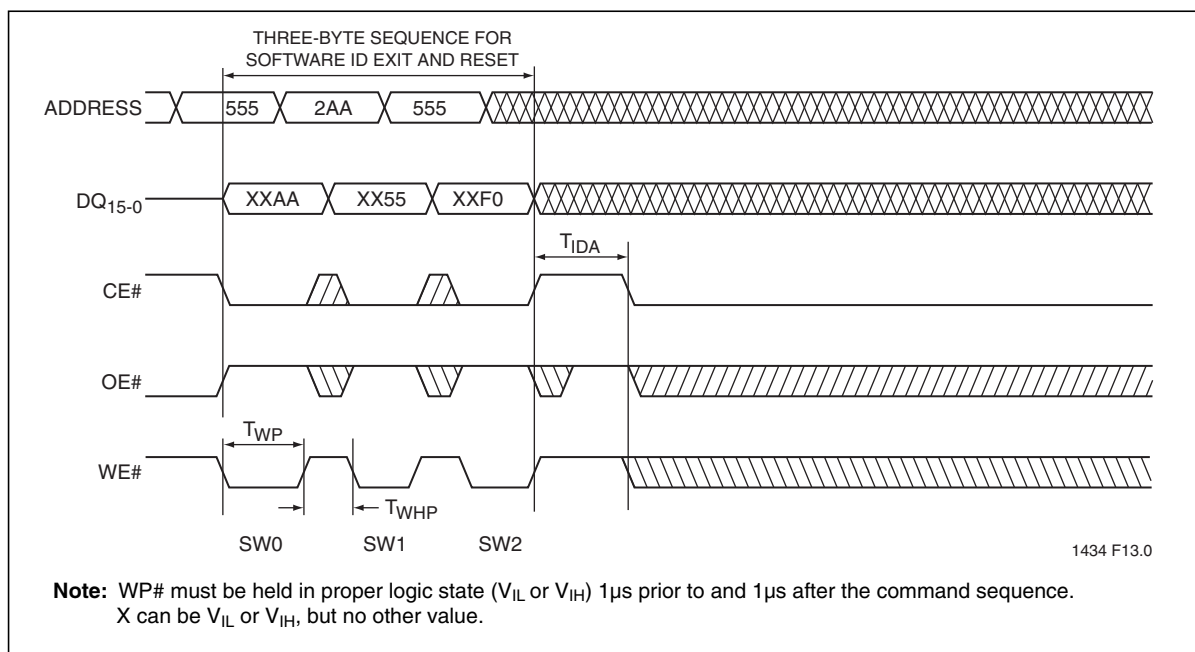 THREE-BYTE SEQUENCE FOR
SOFTWARE ID EXIT AND RESET
ADDRESS 555 2AA 555
DQ15-0 XXAA XX55 XXF0
TIDA
CE#
OE#
TWP
WE#
TWHP
SW0 SW1 SW2
1434 F13.0
Note: WP# must be held in proper logic state (VIL or VIH) 1µs prior to and 1µs after the command sequence.
X can be VIL or VIH, but no other value.